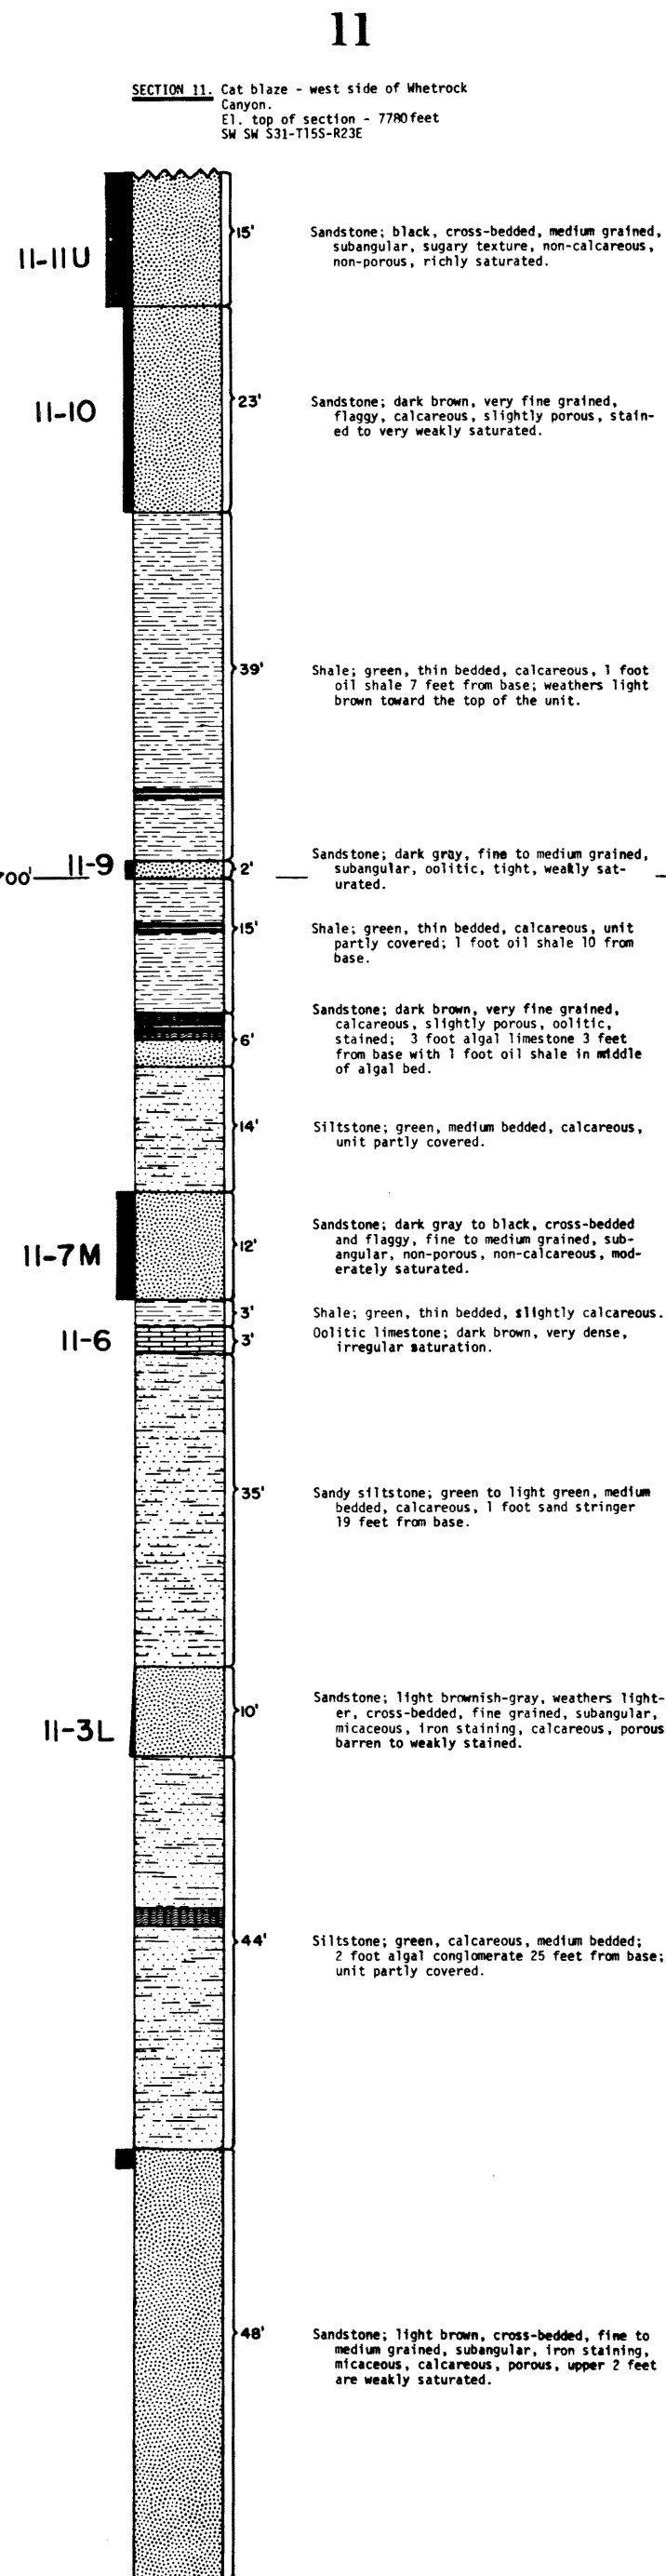 11
SECTION 11. Cat blaze - west side of Whetrock
Canyon.
El. top of section - 7780 feet
SW SW S31-T15S-R23E
11-11U
15'
Sandstone; black, cross-bedded, medium grained,
subangular, sugary texture, non-calcareous,
non-porous, richly saturated.
11-10
23'
Sandstone; dark brown, very fine grained,
flaggy, calcareous, slightly porous, stain-
ed to very weakly saturated.
39'
Shale; green, thin bedded, calcareous, 1 foot
oil shale 7 feet from base; weathers light
brown toward the top of the unit.
700'
11-9
2'
Sandstone; dark gray, fine to medium grained,
subangular, oolitic, tight, weakly sat-
urated.
15'
Shale; green, thin bedded, calcareous, unit
partly covered; 1 foot oil shale 10 from
base.
6'
Sandstone; dark brown, very fine grained,
calcareous, slightly porous, oolitic,
stained; 3 foot algal limestone 3 feet
from base with 1 foot oil shale in middle
of algal bed.
14'
Siltstone; green, medium bedded, calcareous,
unit partly covered.
11-7M
12'
Sandstone; dark gray to black, cross-bedded
and flaggy, fine to medium grained, sub-
angular, non-porous, non-calcareous, mod-
erately saturated.
3'
Shale; green, thin bedded, slightly calcareous.
11-6
3'
Oolitic limestone; dark brown, very dense,
irregular saturation.
35'
Sandy siltstone; green to light green, medium
bedded, calcareous, 1 foot sand stringer
19 feet from base.
11-3L
10'
Sandstone; light brownish-gray, weathers light-
er, cross-bedded, fine grained, subangular,
micaceous, iron staining, calcareous, porous
barren to weakly stained.
44'
Siltstone; green, calcareous, medium bedded;
2 foot algal conglomerate 25 feet from base;
unit partly covered.
48'
Sandstone; light brown, cross-bedded, fine to
medium grained, subangular, iron staining,
micaceous, calcareous, porous, upper 2 feet
are weakly saturated.